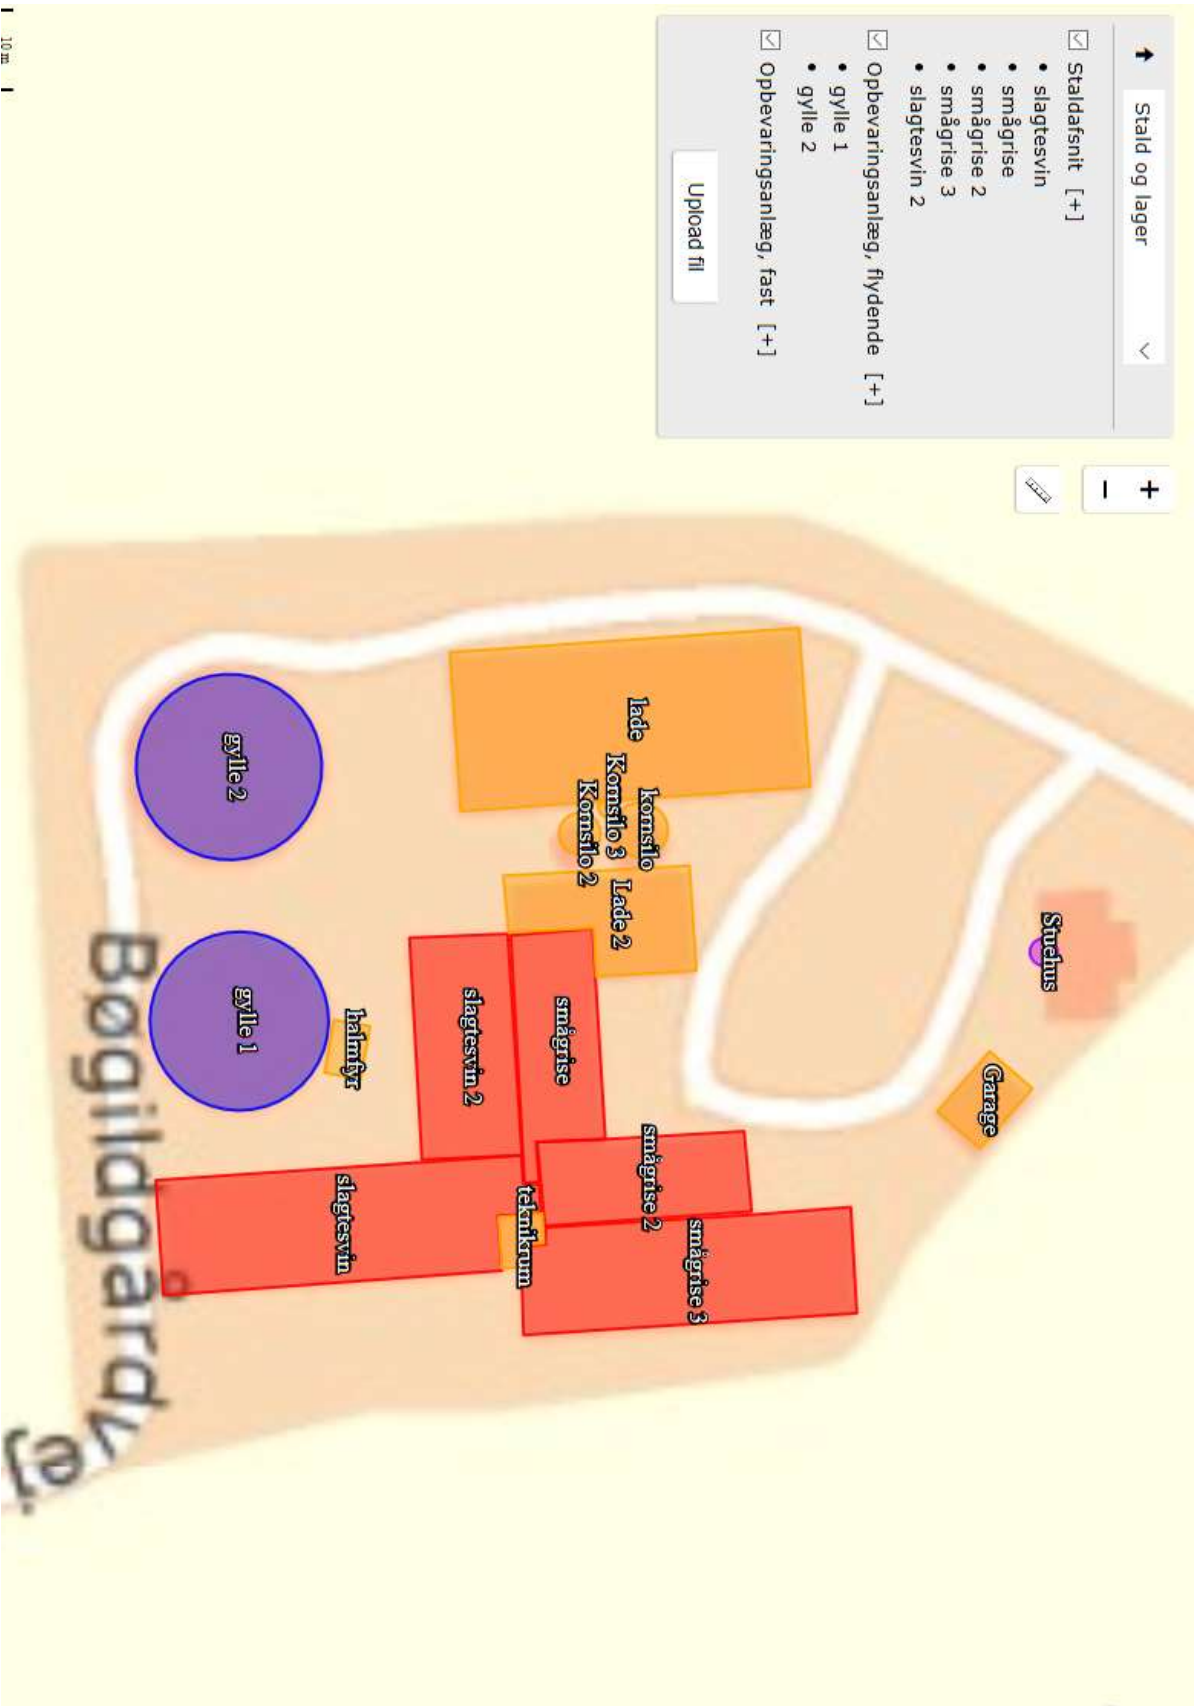 Stald og lager
Staldafsnit [+]
slagtesvin
smågrise
smågrise 2
smågrise 3
slagtesvin 2
Opbevaringsanlæg, flydende [+]
gylle 1
gylle 2
Opbevaringsanlæg, fast [+]
Upload fil
+
-
Stuehus
Garage
lade
kornsilo
Kornsilo 3
Kornsilo 2
Lade 2
smågrise
smågrise 2
smågrise 3
slagtesvin 2
teknikrum
slagtesvin
halmfyr
gylle 2
gylle 1
Bøgildgårdvej
10 m